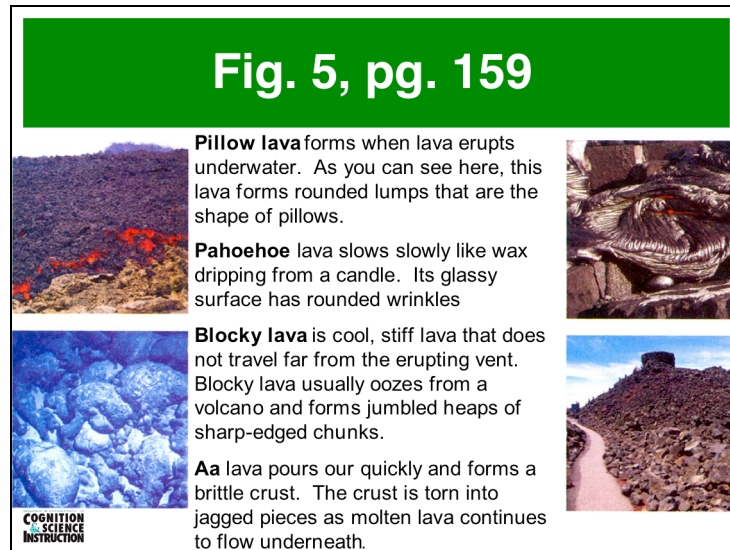 Fig. 5, pg. 159
Pillow lava forms when lava erupts
underwater.  As you can see here, this
lava forms rounded lumps that are the
shape of pillows.
Pahoehoe lava slows slowly like wax
dripping from a candle.  Its glassy
surface has rounded wrinkles
Blocky lava is cool, stiff lava that does
not travel far from the erupting vent.
Blocky lava usually oozes from a
volcano and forms jumbled heaps of
sharp-edged chunks.
Aa lava pours our quickly and forms a
brittle crust.  The crust is torn into
jagged pieces as molten lava continues
to flow underneath.
COGNITION
& SCIENCE
INSTRUCTION